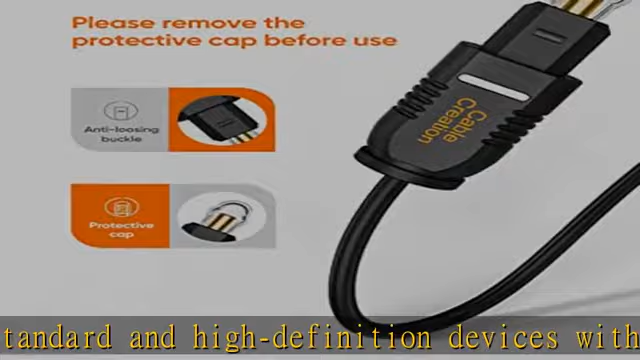 Please remove the
protective cap before use
Anti-loosing
buckle
Protective
cap
Cable
Creation
tandard and high-definition devices with